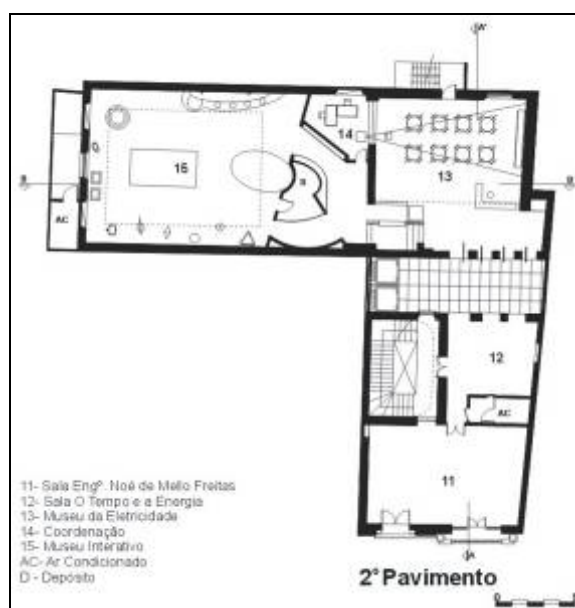 A'
14
15
13
B
AC
12
AC
11
11- Sala Engº. Noé de Mello Freitas
12- Sala O Tempo e a Energia
13- Museu da Eletricidade
14- Coordenação
15- Museu Interativo
AC- Ar Condicionado
D - Depósito
2º Pavimento
A